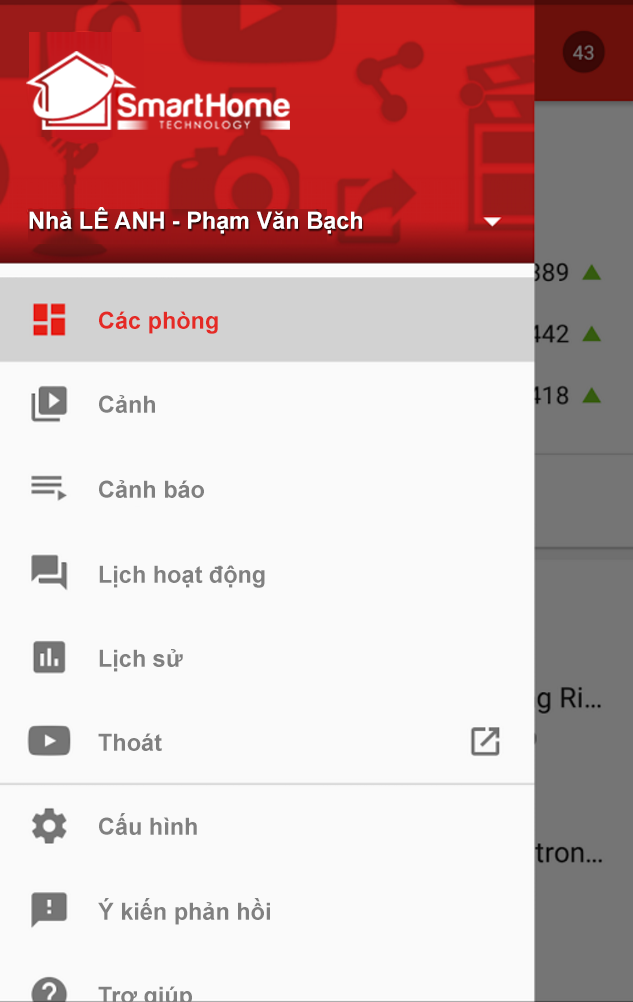 43
SmartHome
TECHNOLOGY
Nhà LÊ ANH - Phạm Văn Bạch
Các phòng
Cảnh
Cảnh báo
Lịch hoạt động
Lịch sử
Thoát
Cấu hình
Ý kiến phản hồi
Trợ giúp
442
418
g Ri...
tron...